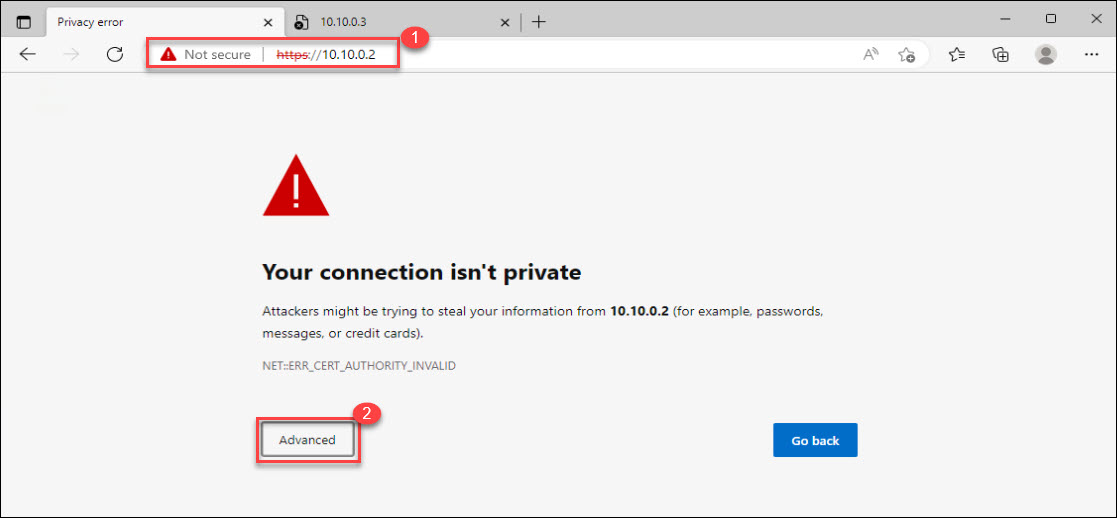 Privacy error
10.10.0.3
Not secure https://10.10.0.2
1
Your connection isn't private
Attackers might be trying to steal your information from 10.10.0.2 (for example, passwords,
messages, or credit cards).
NET::ERR_CERT_AUTHORITY_INVALID
2
Advanced
Go back